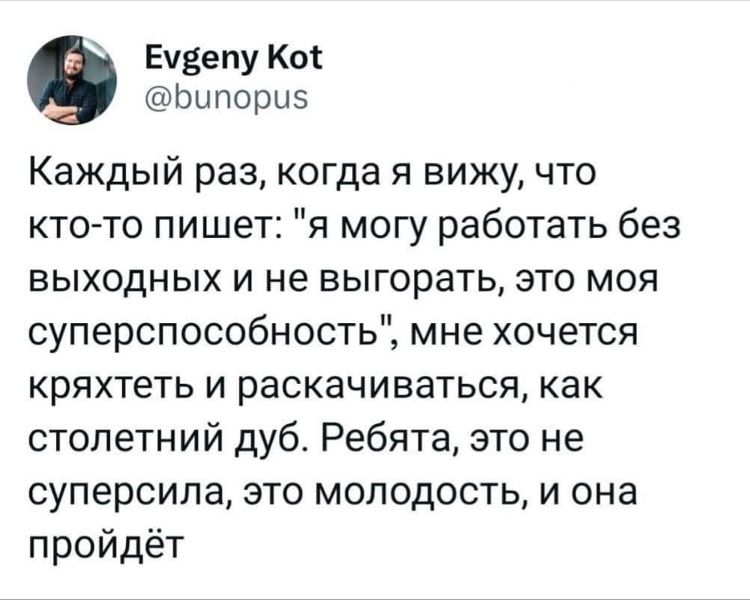 Evgeny Kot
@bunopus
Каждый раз, когда я вижу, что
кто-то пишет: "я могу работать без
выходных и не выгорать, это моя
суперспособность", мне хочется
кряхтеть и раскачиваться, как
столетний дуб. Ребята, это не
суперсила, это молодость, и она
пройдёт